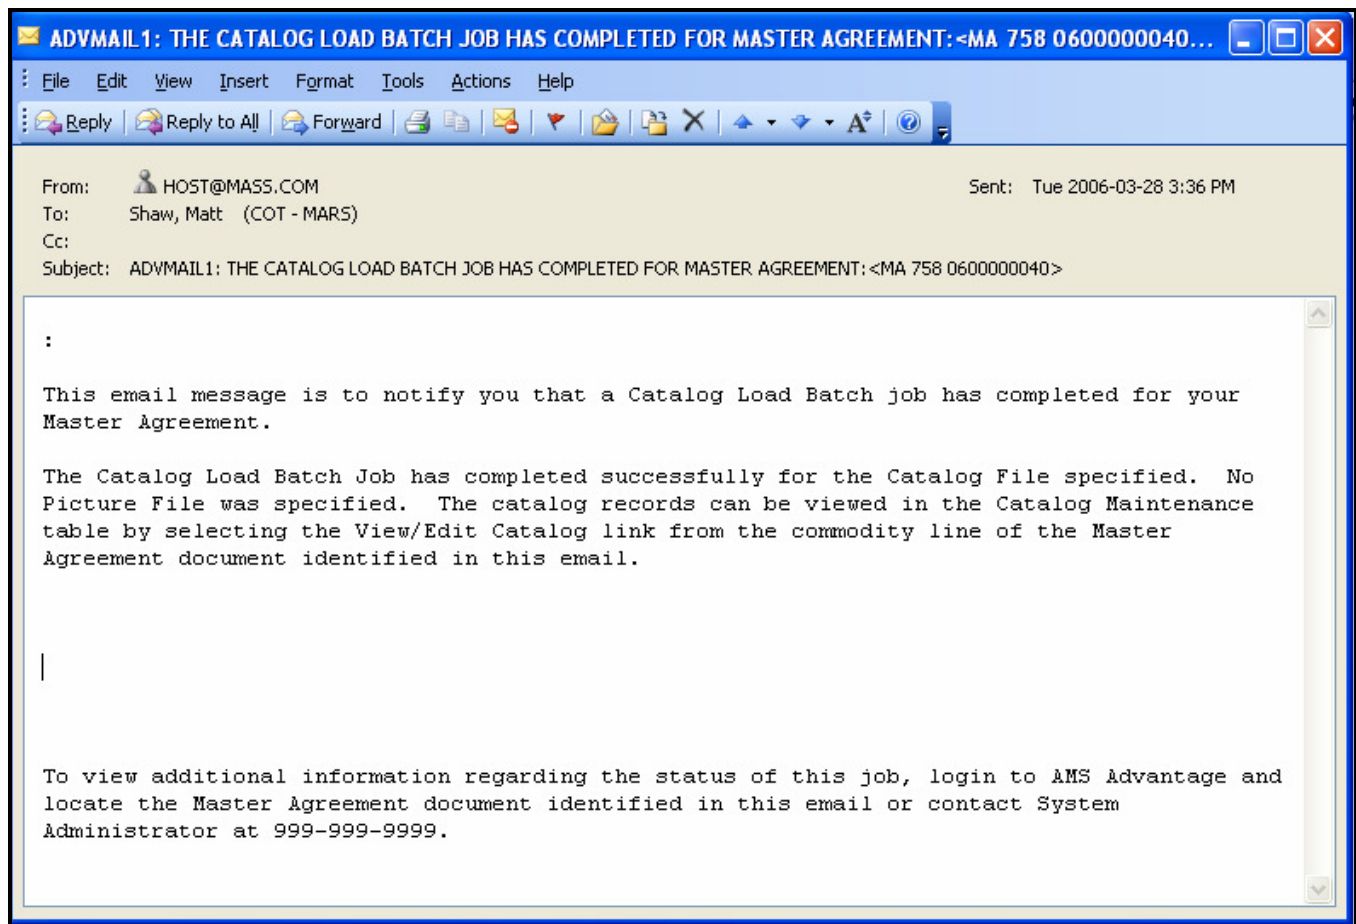 ADVMAIL1: THE CATALOG LOAD BATCH JOB HAS COMPLETED FOR MASTER AGREEMENT:<MA 758 0600000040...
File Edit View Insert Format Tools Actions Help
Reply Reply to All Forward
From: HOST@MASS.COM Sent: Tue 2006-03-28 3:36 PM
To: Shaw, Matt (COT - MARS)
Cc:
Subject: ADVMAIL1: THE CATALOG LOAD BATCH JOB HAS COMPLETED FOR MASTER AGREEMENT:<MA 758 0600000040>
:
This email message is to notify you that a Catalog Load Batch job has completed for your
Master Agreement.
The Catalog Load Batch Job has completed successfully for the Catalog File specified. No
Picture File was specified. The catalog records can be viewed in the Catalog Maintenance
table by selecting the View/Edit Catalog link from the commodity line of the Master
Agreement document identified in this email.
To view additional information regarding the status of this job, login to AMS Advantage and
locate the Master Agreement document identified in this email or contact System
Administrator at 999-999-9999.